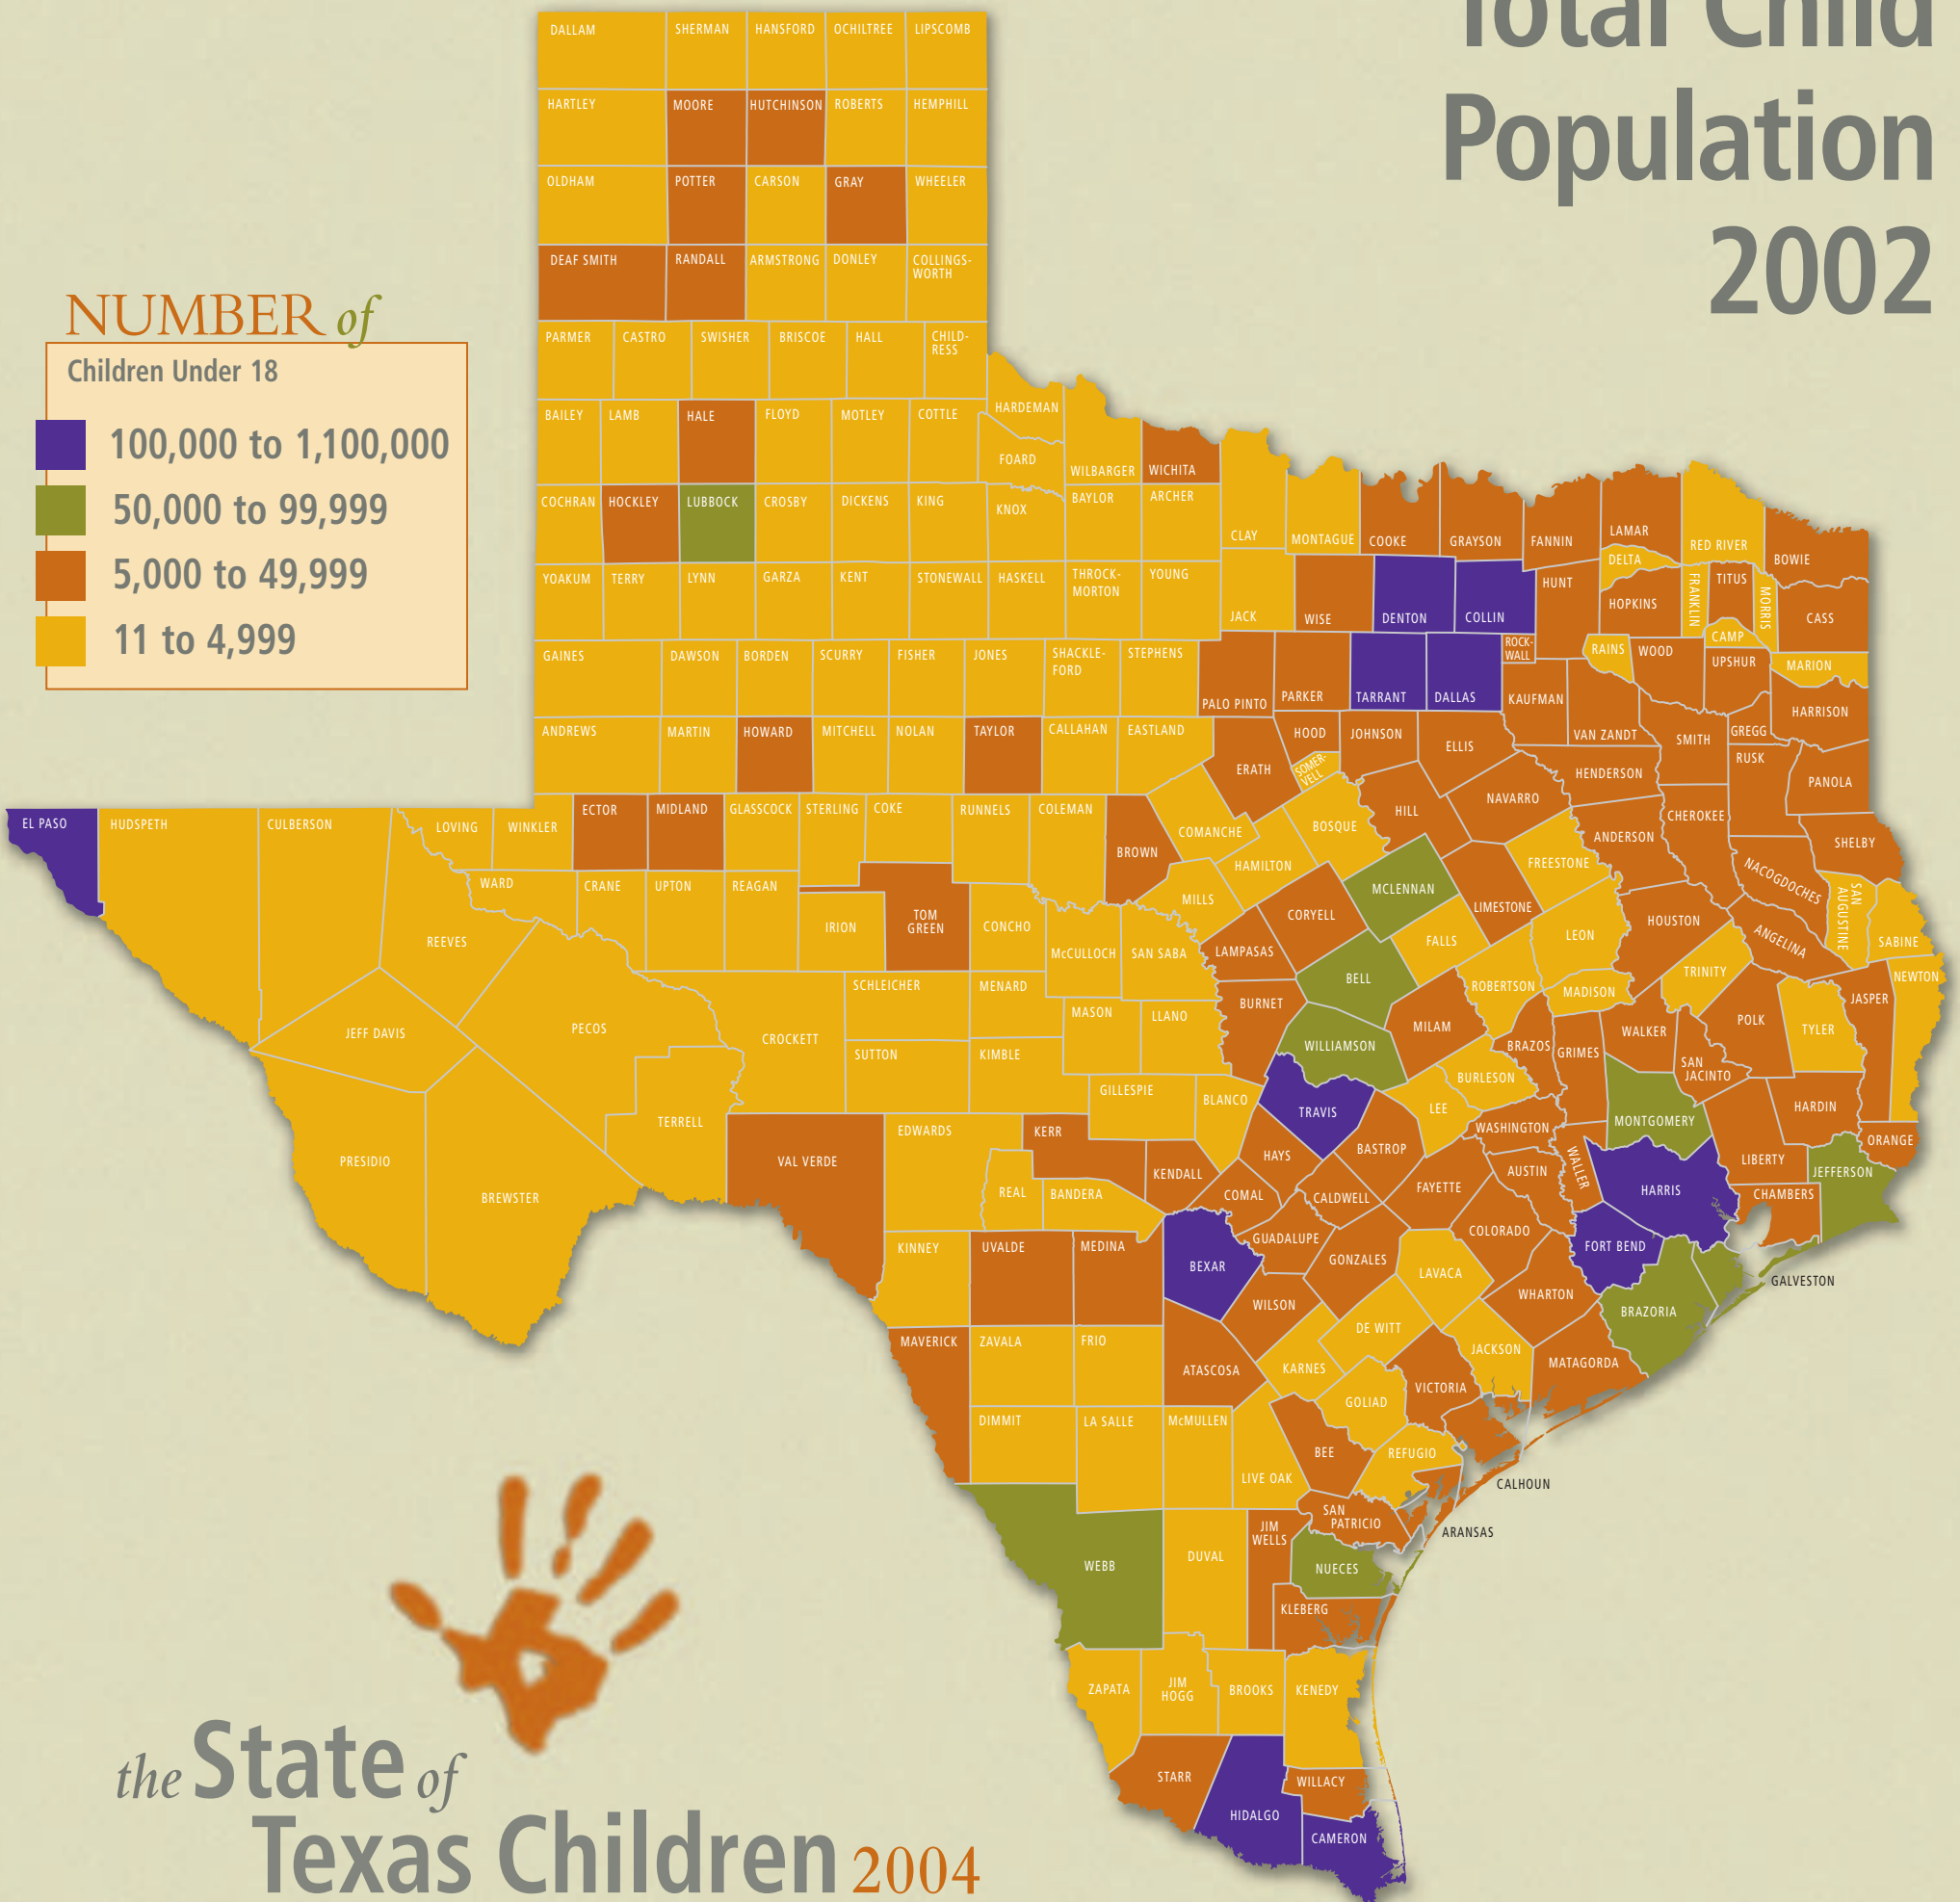 Total Child
Population
2002
NUMBER of
Children Under 18
100,000 to 1,100,000
50,000 to 99,999
5,000 to 49,999
11 to 4,999
DALLAM
SHERMAN
HANSFORD
OCHILTREE
LIPSCOMB
HARTLEY
MOORE
HUTCHINSON
ROBERTS
HEMPHILL
OLDHAM
POTTER
CARSON
GRAY
WHEELER
DEAF SMITH
RANDALL
ARMSTRONG
DONLEY
COLLINGS-
WORTH
PARMER
CASTRO
SWISHER
BRISCOE
HALL
CHILD-
RESS
BAILEY
LAMB
HALE
FLOYD
MOTLEY
COTTLE
HARDEMAN
FOARD
WILBARGER
WICHITA
COCHRAN
HOCKLEY
LUBBOCK
CROSBY
DICKENS
KING
KNOX
BAYLOR
ARCHER
CLAY
MONTAGUE
COOKE
GRAYSON
FANNIN
LAMAR
RED RIVER
BOWIE
DELTA
YOAKUM
TERRY
LYNN
GARZA
KENT
STONEWALL
HASKELL
THROCK-
MORTON
YOUNG
JACK
WISE
DENTON
COLLIN
HUNT
HOPKINS
FRANKLIN
TITUS
MORRIS
CASS
CAMP
GAINES
DAWSON
BORDEN
SCURRY
FISHER
JONES
SHACKLE-
FORD
STEPHENS
PALO PINTO
PARKER
TARRANT
DALLAS
ROCK-
WALL
RAINS
WOOD
UPSHUR
MARION
KAUFMAN
VAN ZANDT
HARRISON
ANDREWS
MARTIN
HOWARD
MITCHELL
NOLAN
TAYLOR
CALLAHAN
EASTLAND
ERATH
HOOD
SOMER-
VELL
JOHNSON
ELLIS
HENDERSON
SMITH
GREGG
RUSK
PANOLA
EL PASO
HUDSPETH
CULBERSON
LOVING
WINKLER
ECTOR
MIDLAND
GLASSCOCK
STERLING
COKE
RUNNELS
COLEMAN
BROWN
COMANCHE
HAMILTON
BOSQUE
HILL
NAVARRO
ANDERSON
CHEROKEE
SHELBY
NACOGDOCHES
SAN
AUGUSTINE
SABINE
WARD
CRANE
UPTON
REAGAN
IRION
TOM
GREEN
CONCHO
McCULLOCH
SAN SABA
MILLS
LAMPASAS
CORYELL
MCLENNAN
LIMESTONE
FREESTONE
FALLS
LEON
HOUSTON
ANGELINA
TRINITY
NEWTON
REEVES
JEFF DAVIS
PECOS
CROCKETT
SCHLEICHER
MENARD
MASON
LLANO
BURNET
BELL
MILAM
ROBERTSON
MADISON
WALKER
POLK
TYLER
JASPER
SUTTON
KIMBLE
WILLIAMSON
BRAZOS
GRIMES
SAN
JACINTO
GILLESPIE
BLANCO
TRAVIS
BURLESON
LEE
MONTGOMERY
HARDIN
PRESIDIO
BREWSTER
TERRELL
VAL VERDE
EDWARDS
KERR
KENDALL
HAYS
BASTROP
WASHINGTON
AUSTIN
WALLER
LIBERTY
ORANGE
JEFFERSON
REAL
BANDERA
COMAL
CALDWELL
FAYETTE
HARRIS
CHAMBERS
KINNEY
UVALDE
MEDINA
BEXAR
GUADALUPE
GONZALES
COLORADO
FORT BEND
GALVESTON
LAVACA
WILSON
WHARTON
BRAZORIA
MAVERICK
ZAVALA
FRIO
ATASCOSA
KARNES
DE WITT
JACKSON
MATAGORDA
GOLIAD
VICTORIA
DIMMIT
LA SALLE
McMULLEN
LIVE OAK
BEE
REFUGIO
CALHOUN
SAN
PATRICIO
ARANSAS
WEBB
DUVAL
JIM
WELLS
NUECES
KLEBERG
ZAPATA
JIM
HOGG
BROOKS
KENEDY
STARR
HIDALGO
WILLACY
CAMERON
the State of
Texas Children 2004